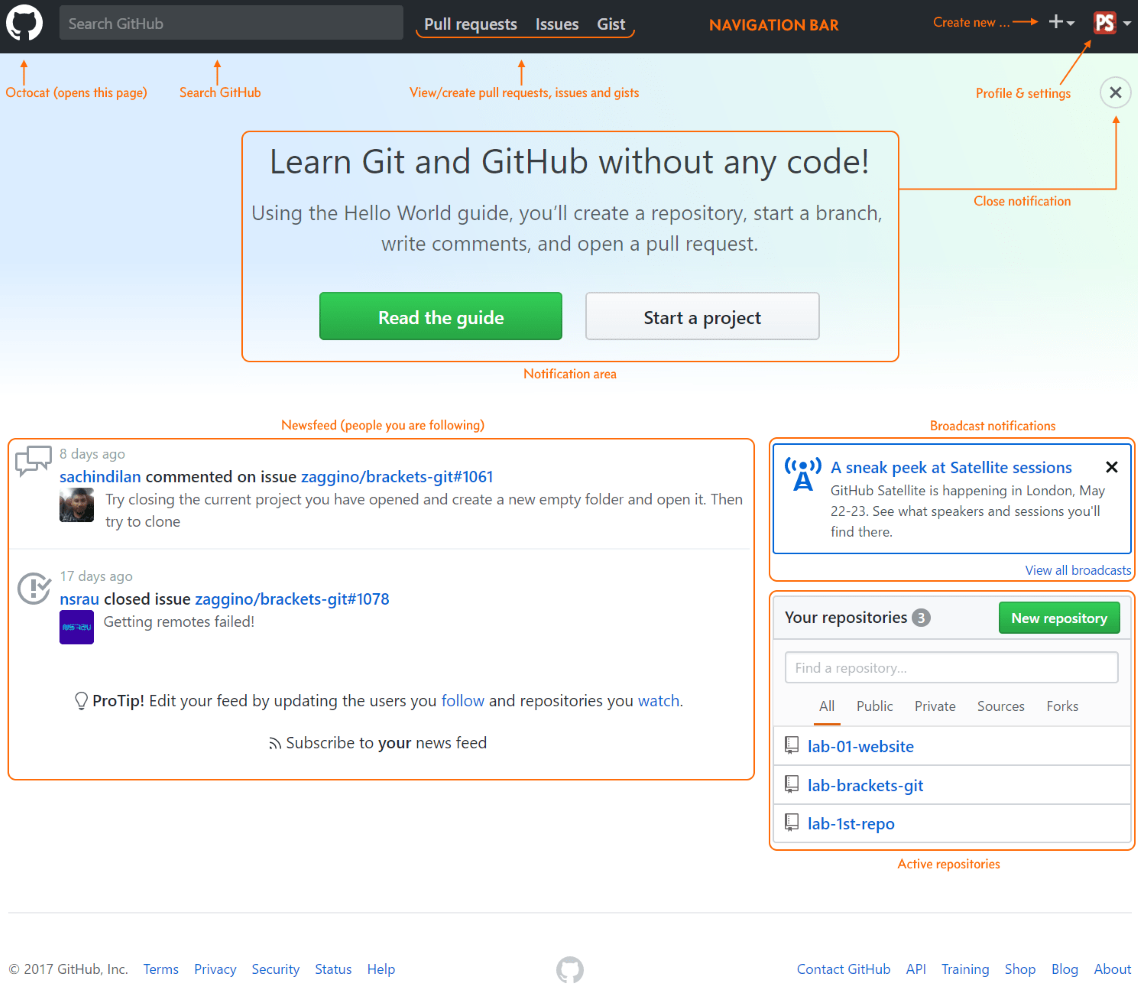 Search GitHub
Pull requests Issues Gist
NAVIGATION BAR
Create new ...
PS
Octocat (opens this page)
Search GitHub
View/create pull requests, issues and gists
Profile & settings
Learn Git and GitHub without any code!
Using the Hello World guide, you'll create a repository, start a branch,
write comments, and open a pull request.
Close notification
Read the guide
Start a project
Notification area
Newsfeed (people you are following)
8 days ago
sachindilan commented on issue zaggino/brackets-git#1061
Try closing the current project you have opened and create a new empty folder and open it. Then
try to clone
17 days ago
nsrau closed issue zaggino/brackets-git#1078
Getting remotes failed!
ProTip! Edit your feed by updating the users you follow and repositories you watch.
Subscribe to your news feed
Broadcast notifications
A sneak peek at Satellite sessions
GitHub Satellite is happening in London, May
22-23. See what speakers and sessions you'll
find there.
View all broadcasts
Your repositories 3
New repository
Find a repository...
All Public Private Sources Forks
lab-01-website
lab-brackets-git
lab-1st-repo
Active repositories
© 2017 GitHub, Inc. Terms Privacy Security Status Help
Contact GitHub API Training Shop Blog About